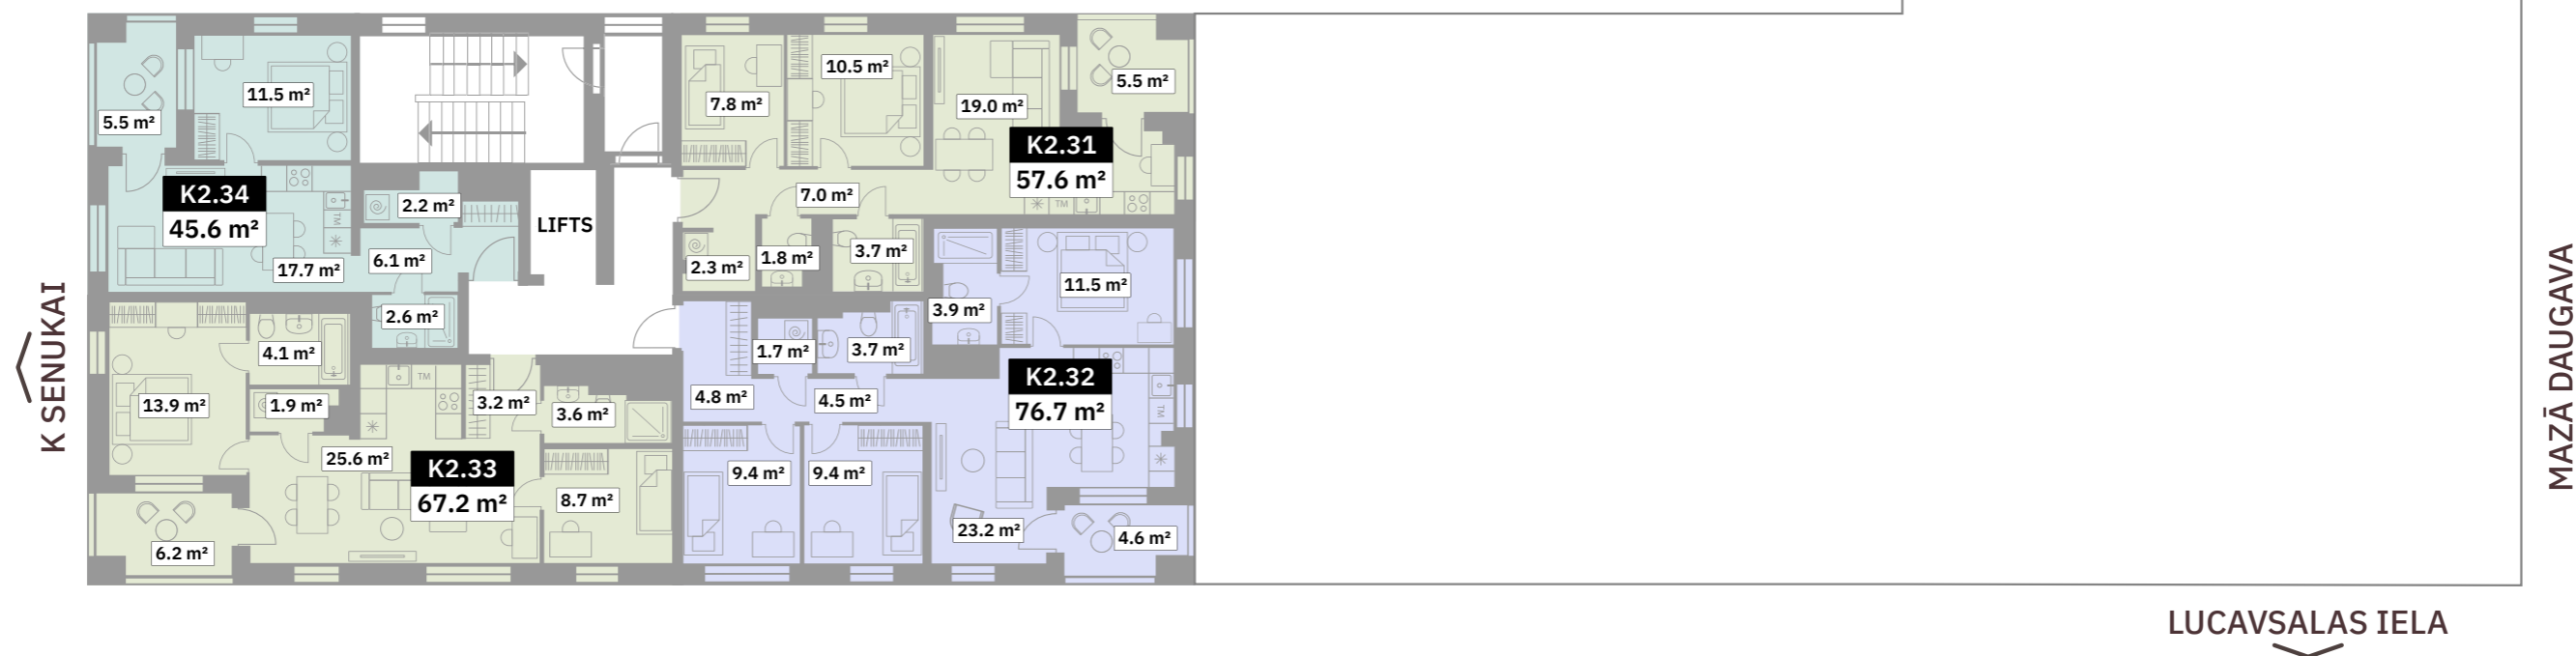 K SENUKAI
5.5 m²
11.5 m²
K2.34
45.6 m²
17.7 m²
TM
2.2 m²
6.1 m²
2.6 m²
LIFTS
7.8 m²
10.5 m²
19.0 m²
5.5 m²
K2.31
57.6 m²
7.0 m²
TM
2.3 m²
1.8 m²
3.7 m²
3.9 m²
11.5 m²
K2.32
76.7 m²
TM
4.8 m²
1.7 m²
3.7 m²
4.5 m²
9.4 m²
9.4 m²
23.2 m²
4.6 m²
13.9 m²
4.1 m²
1.9 m²
TM
3.2 m²
3.6 m²
25.6 m²
K2.33
67.2 m²
8.7 m²
6.2 m²
MAZĀ DAUGAVA
LUCAVSALAS IELA